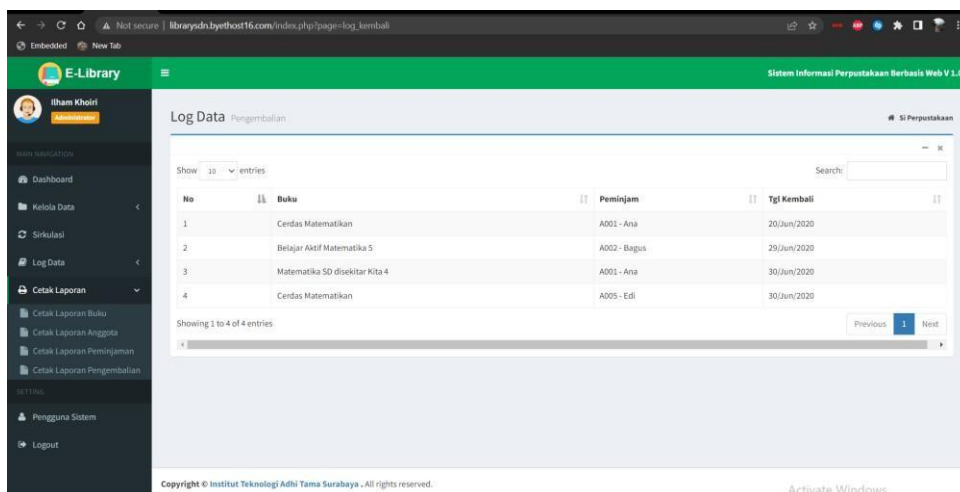 Not secure | librarysdn.byethost16.com/index.php?page=log_kembali
Embedded New Tab
E-Library
Sistem Informasi Perpustakaan Berbasis Web V 1.0
Ilham Khoiri
Administrator
Log Data Pengembalian
Si Perpustakaan
MAIN NAVIGATION
Dashboard
Kelola Data
Sirkulasi
Log Data
Cetak Laporan
Cetak Laporan Buku
Cetak Laporan Anggota
Cetak Laporan Peminjaman
Cetak Laporan Pengembalian
SETTING
Pengguna Sistem
Logout
Show 10 entries
Search:
No Buku Peminjam Tgl Kembali
1 Cerdas Matematikan A001 - Ana 20/Jun/2020
2 Belajar Aktif Matematika 5 A002 - Bagus 29/Jun/2020
3 Matematika SD disekitar Kita 4 A001 - Ana 30/Jun/2020
4 Cerdas Matematikan A005 - Edi 30/Jun/2020
Showing 1 to 4 of 4 entries
Previous 1 Next
Copyright © Institut Teknologi Adhi Tama Surabaya . All rights reserved.
Activate Windows